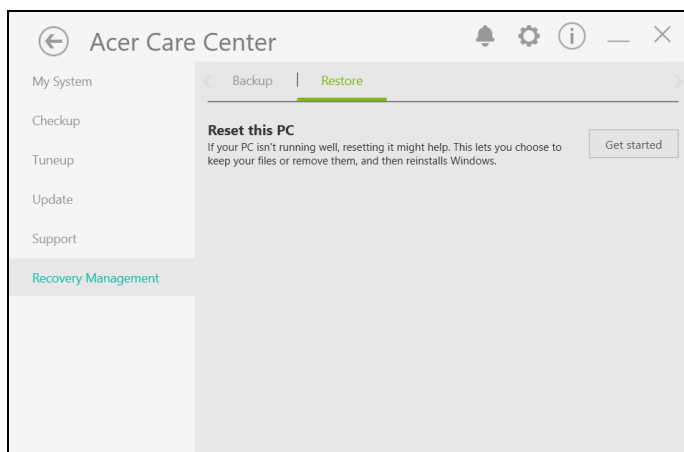 Acer Care Center
My System
Checkup
Tuneup
Update
Support
Recovery Management
Backup
Restore
Reset this PC
If your PC isn't running well, resetting it might help. This lets you choose to
keep your files or remove them, and then reinstalls Windows.
Get started